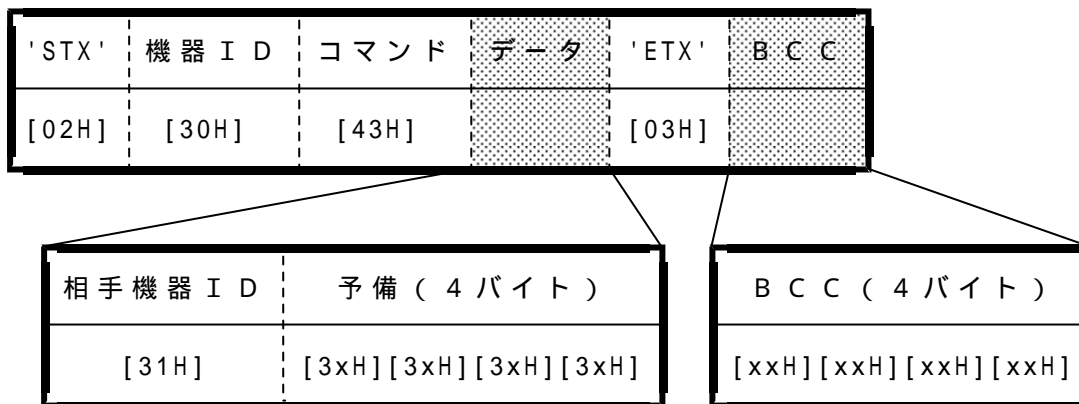 'STX' 機器ID コマンド データ 'ETX' BCC
[02H] [30H] [43H] [03H]
相手機器ID 予備(4バイト) BCC(4バイト)
[31H] [3xH][3xH][3xH][3xH] [xxH][xxH][xxH][xxH]